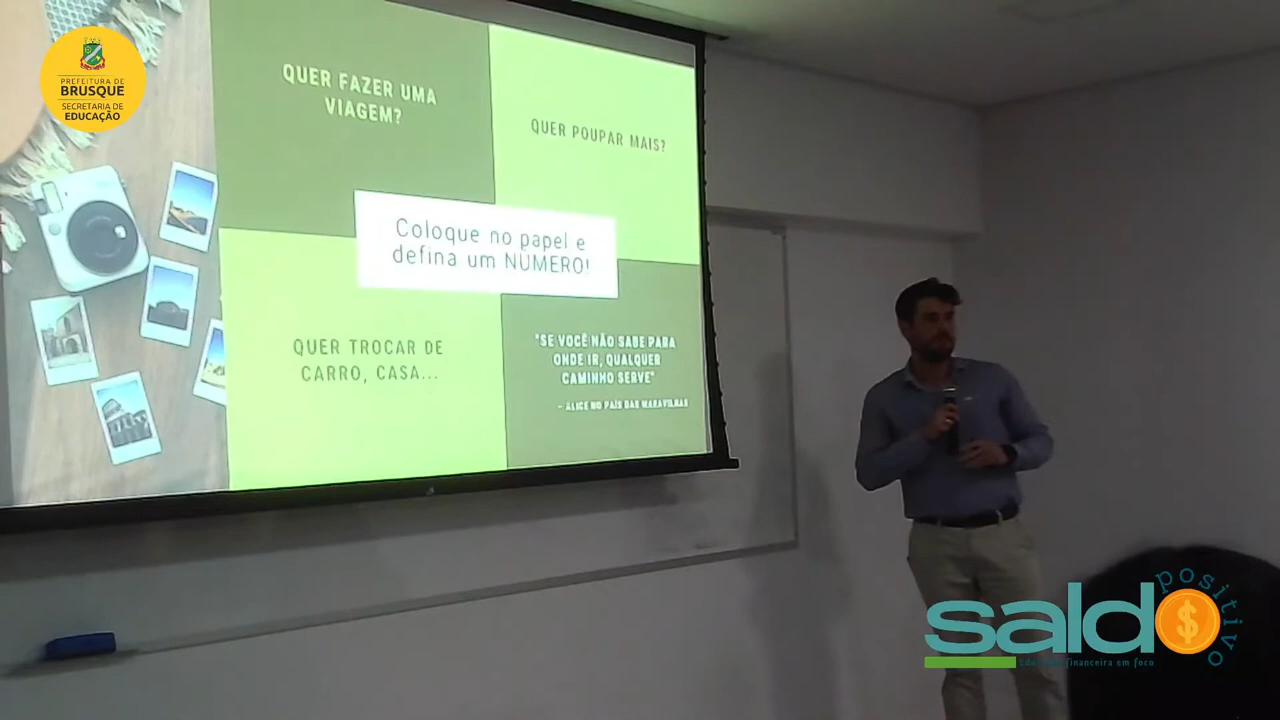 PREFEITURA DE
BRUSQUE
SECRETARIA DE
EDUCAÇÃO
QUER FAZER UMA
VIAGEM?
QUER POUPAR MAIS?
Coloque no papel e
defina um NÚMERO!
QUER TROCAR DE
CARRO, CASA...
"SE VOCÊ NÃO SABE PARA
ONDE IR, QUALQUER
CAMINHO SERVE"
- ALICE NO PAÍS DAS MARAVILHAS
saldo
positivo
financeira em foco